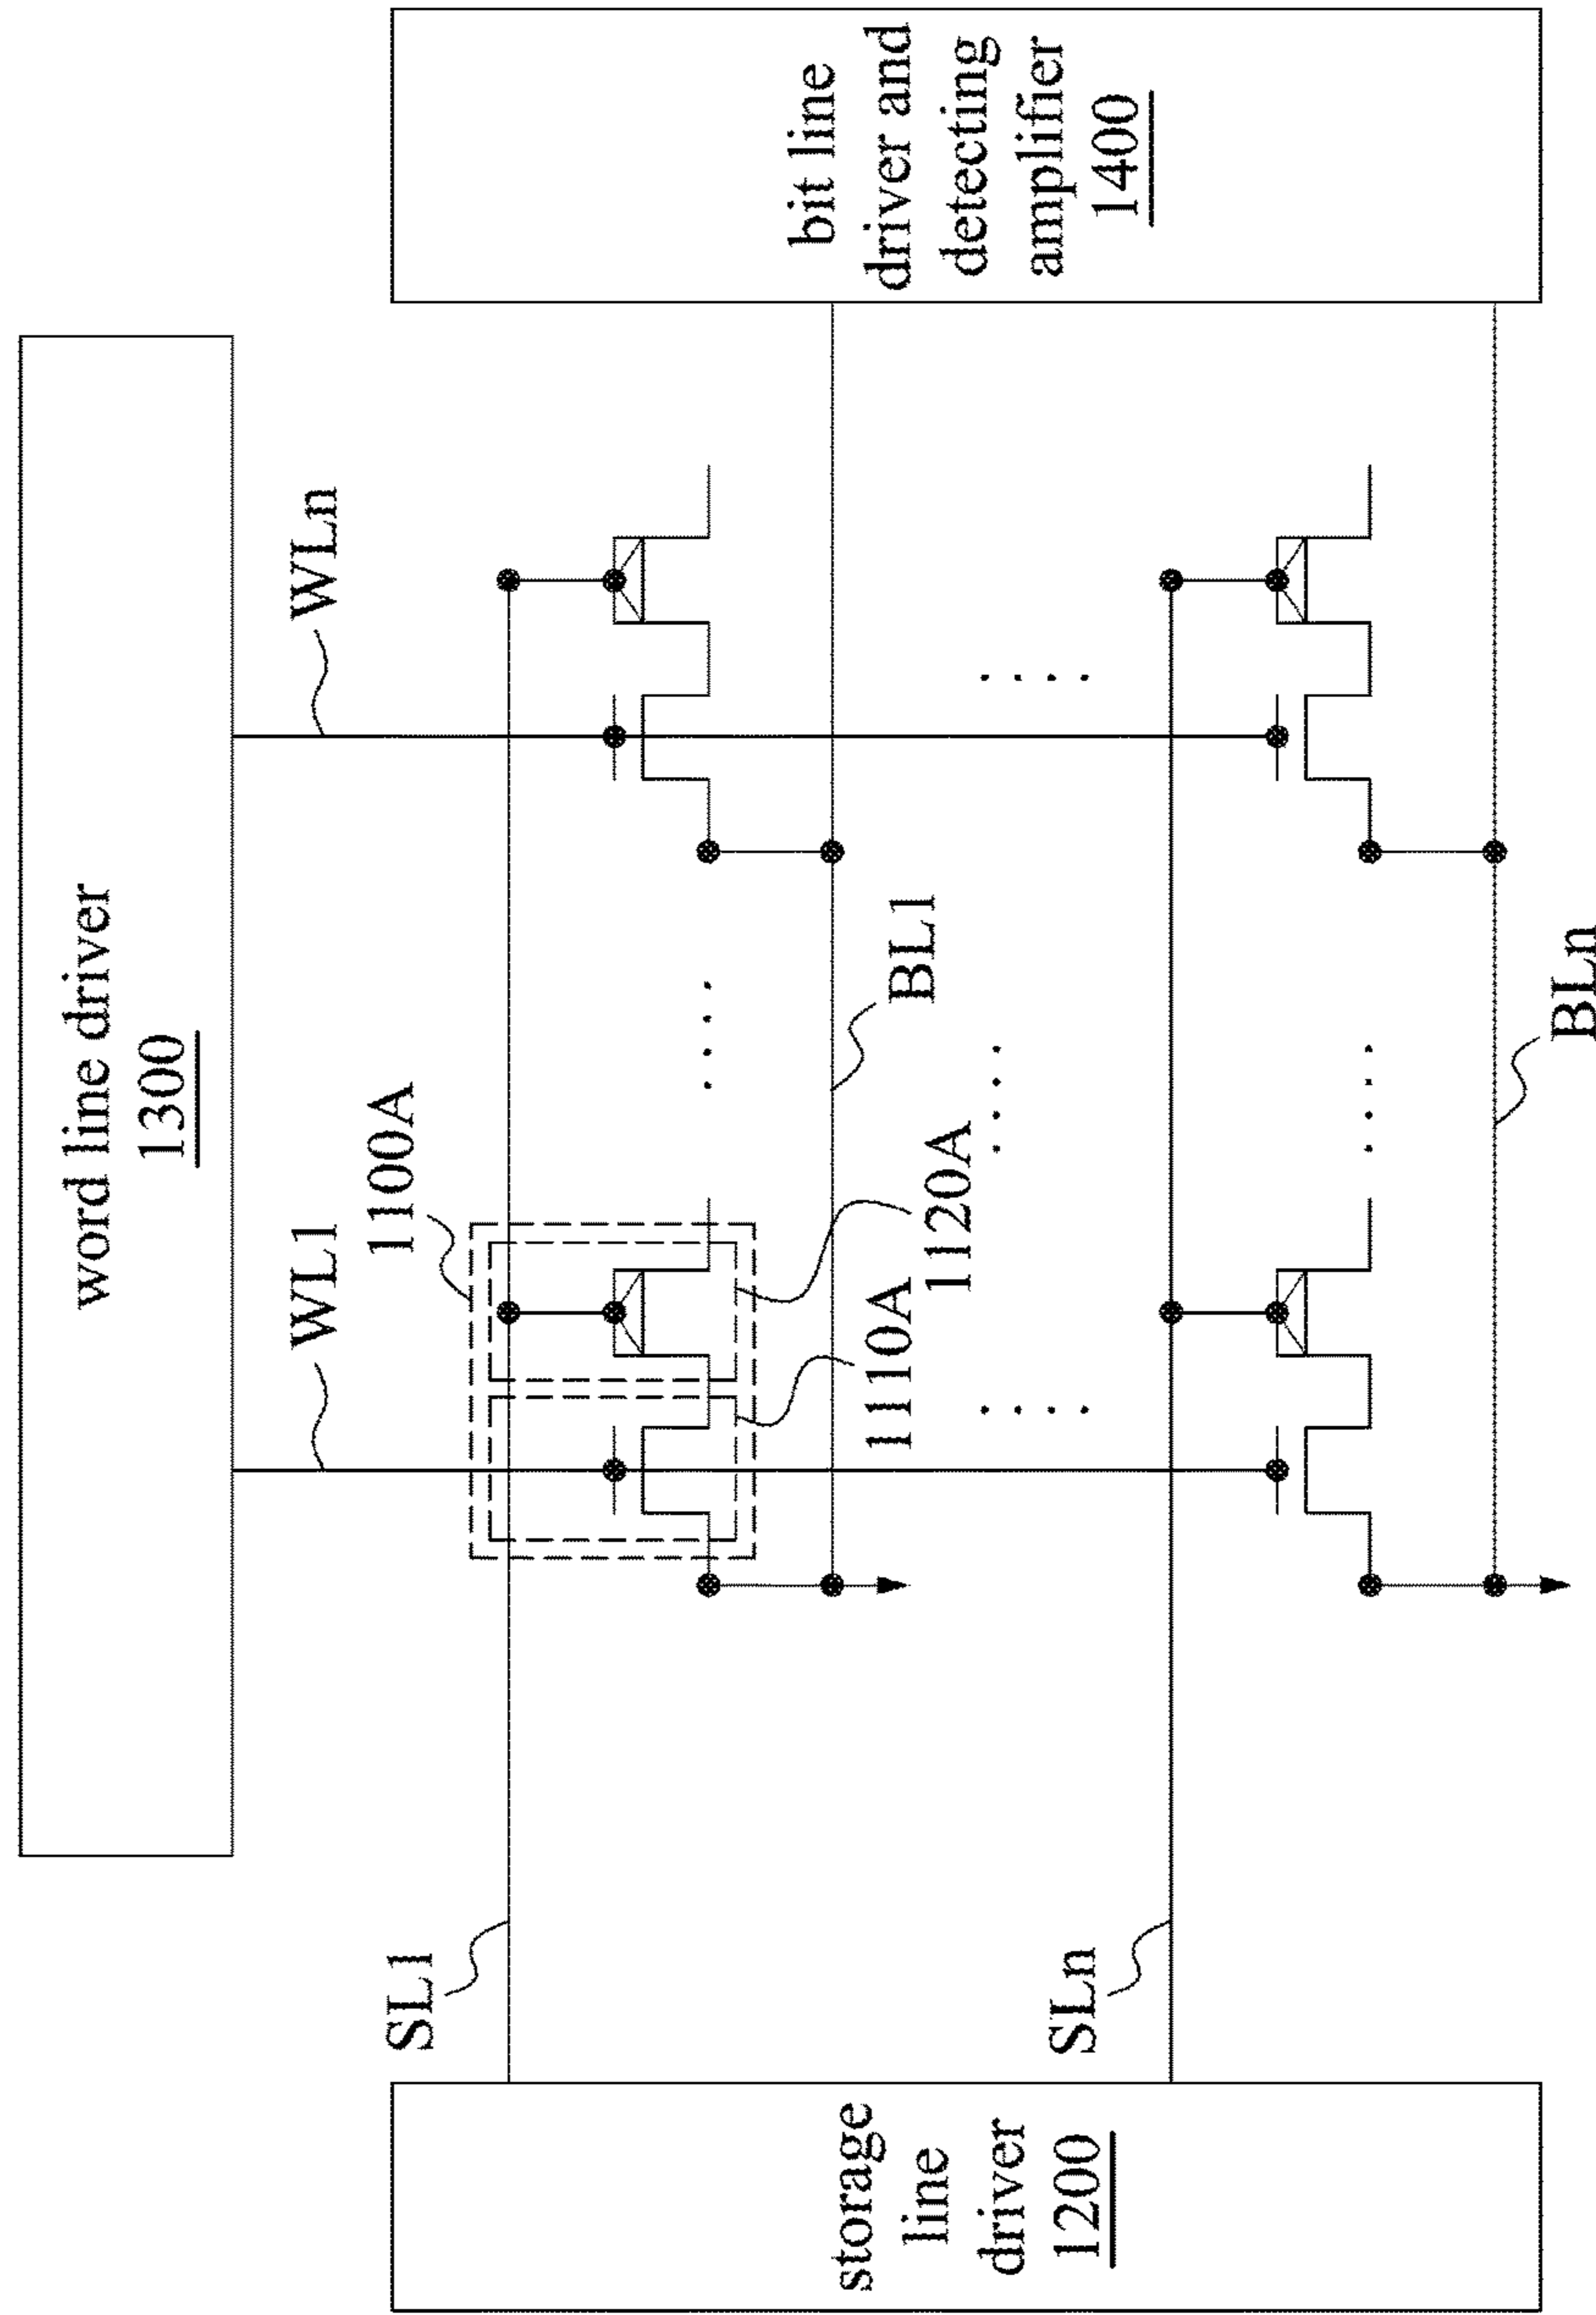 word line driver
1300
WL1
WLn
1100A
SL1
storage
line
driver
1200
bit line
driver and
detecting
amplifier
1400
1110A
1120A
BL1
SLn
BLn